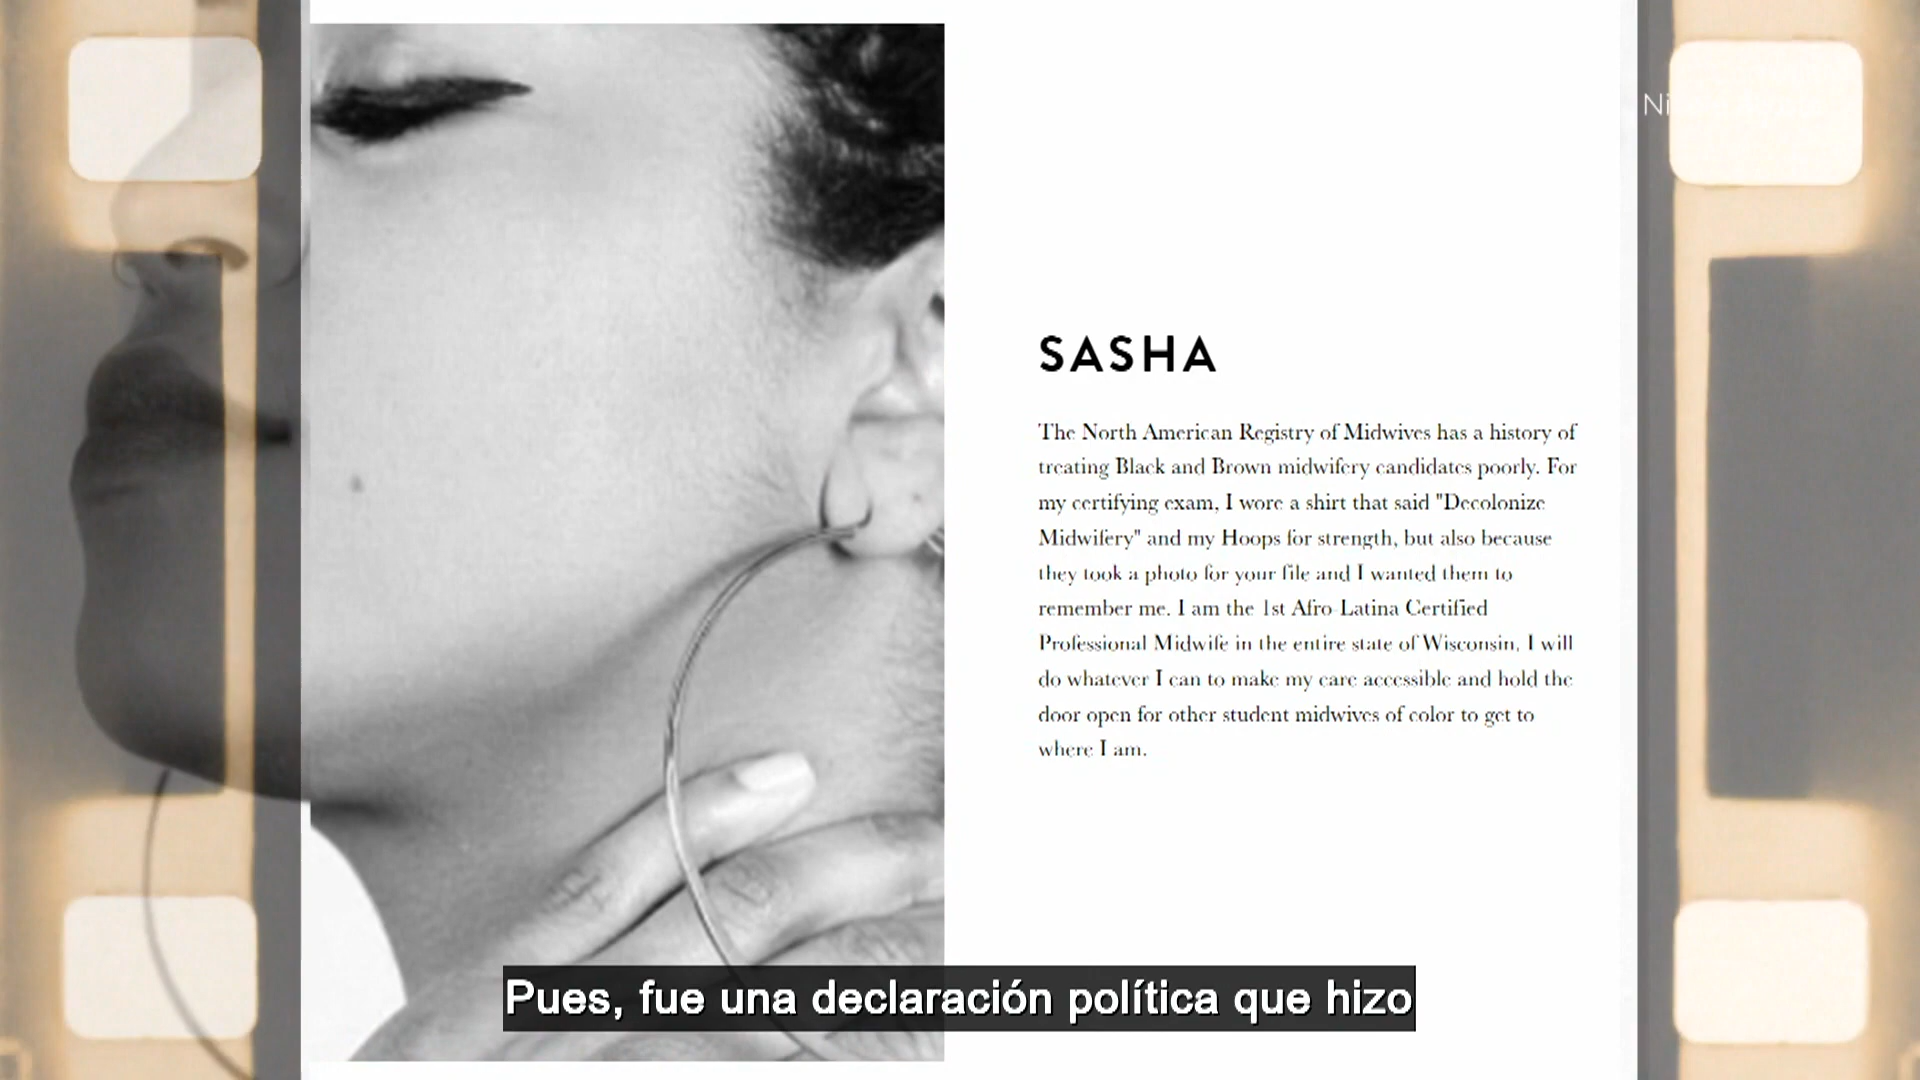 SASHA
The North American Registry of Midwives has a history of
treating Black and Brown midwifery candidates poorly. For
my certifying exam, I wore a shirt that said "Decolonize
Midwifery" and my Hoops for strength, but also because
they took a photo for your file and I wanted them to
remember me. I am the 1st Afro-Latina Certified
Professional Midwife in the entire state of Wisconsin. I will
do whatever I can to make my care accessible and hold the
door open for other student midwives of color to get to
where I am.
Pues, fue una declaración política que hizo